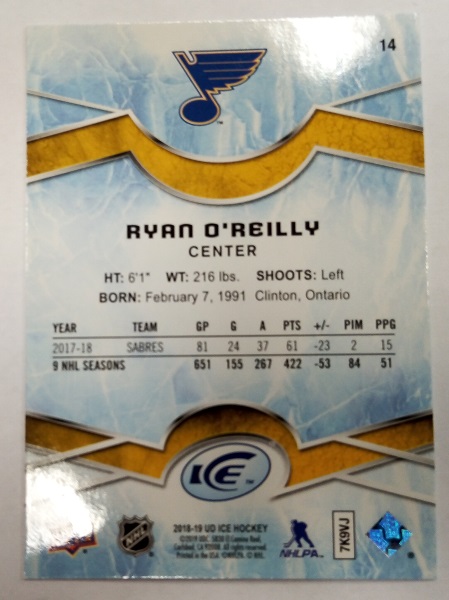 14
RYAN O'REILLY
CENTER
HT: 6'1" WT: 216 lbs. SHOOTS: Left
BORN: February 7, 1991 Clinton, Ontario
YEAR TEAM GP G A PTS +/- PIM PPG
2017-18 SABRES 81 24 37 61 -23 2 15
9 NHL SEASONS 651 155 267 422 -53 84 51
ICE™
2018-19 UD ICE HOCKEY
NHL
NHLPA
7K9VJ